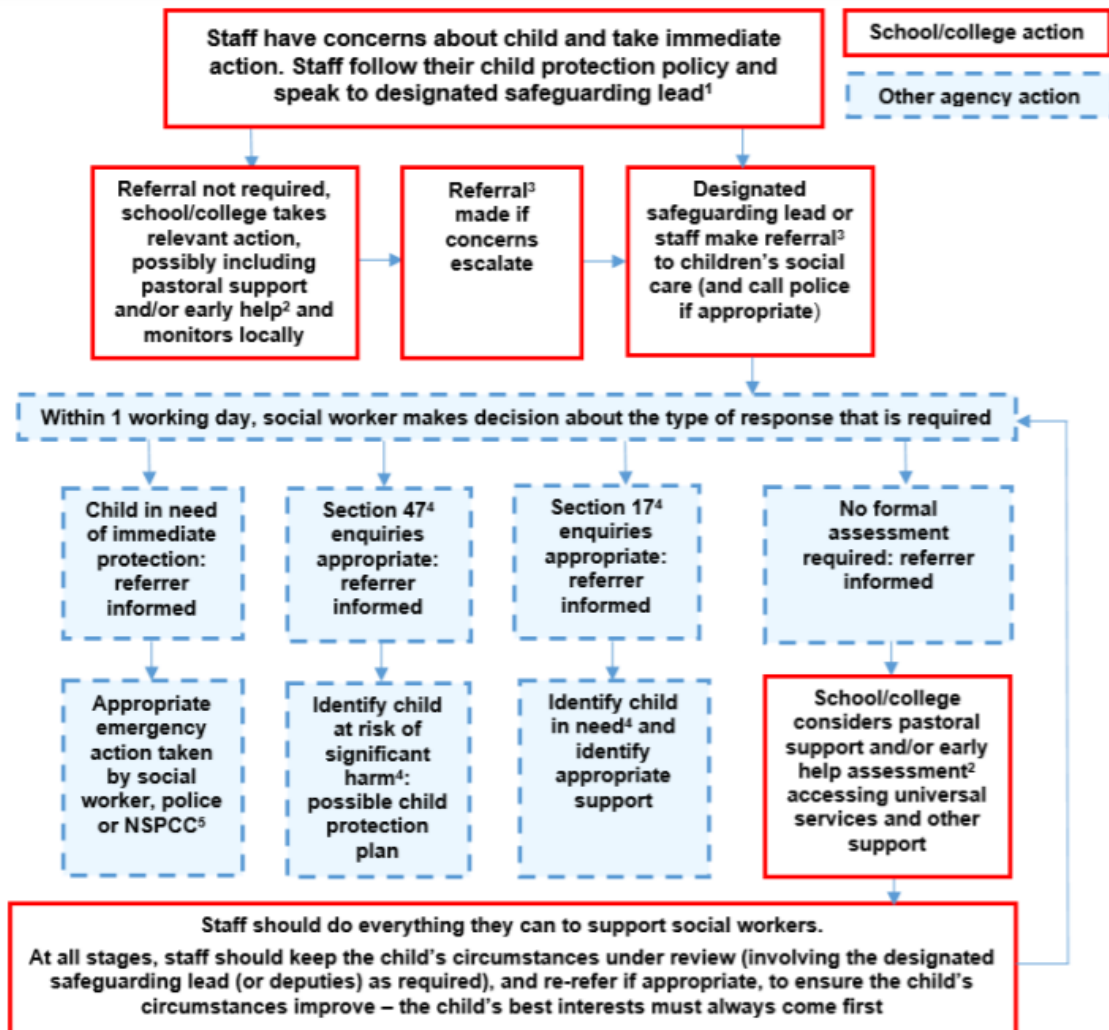 Staff have concerns about child and take immediate
action. Staff follow their child protection policy and
speak to designated safeguarding lead¹
School/college action
Other agency action
Referral not required,
school/college takes
relevant action,
possibly including
pastoral support
and/or early help² and
monitors locally
Referral³
made if
concerns
escalate
Designated
safeguarding lead or
staff make referral³
to children’s social
care (and call police
if appropriate)
Within 1 working day, social worker makes decision about the type of response that is required
Child in need
of immediate
protection:
referrer
informed
Section 47⁴
enquiries
appropriate:
referrer
informed
Section 17⁴
enquiries
appropriate:
referrer
informed
No formal
assessment
required: referrer
informed
Appropriate
emergency
action taken
by social
worker, police
or NSPCC⁵
Identify child
at risk of
significant
harm⁴:
possible child
protection
plan
Identify child
in need⁴ and
identify
appropriate
support
School/college
considers pastoral
support and/or early
help assessment²
accessing universal
services and other
support
Staff should do everything they can to support social workers.
At all stages, staff should keep the child’s circumstances under review (involving the designated
safeguarding lead (or deputies) as required), and re-refer if appropriate, to ensure the child’s
circumstances improve – the child’s best interests must always come first